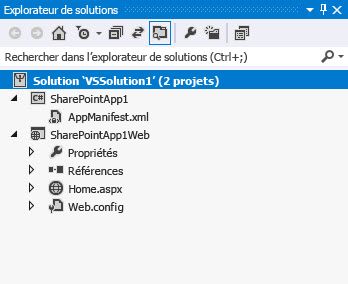 Explorateur de solutions
Rechercher dans l'explorateur de solutions (Ctrl+;)
Solution 'VSSolution1' (2 projets)
C# SharePointApp1
AppManifest.xml
SharePointApp1Web
Propriétés
Références
Home.aspx
Web.config